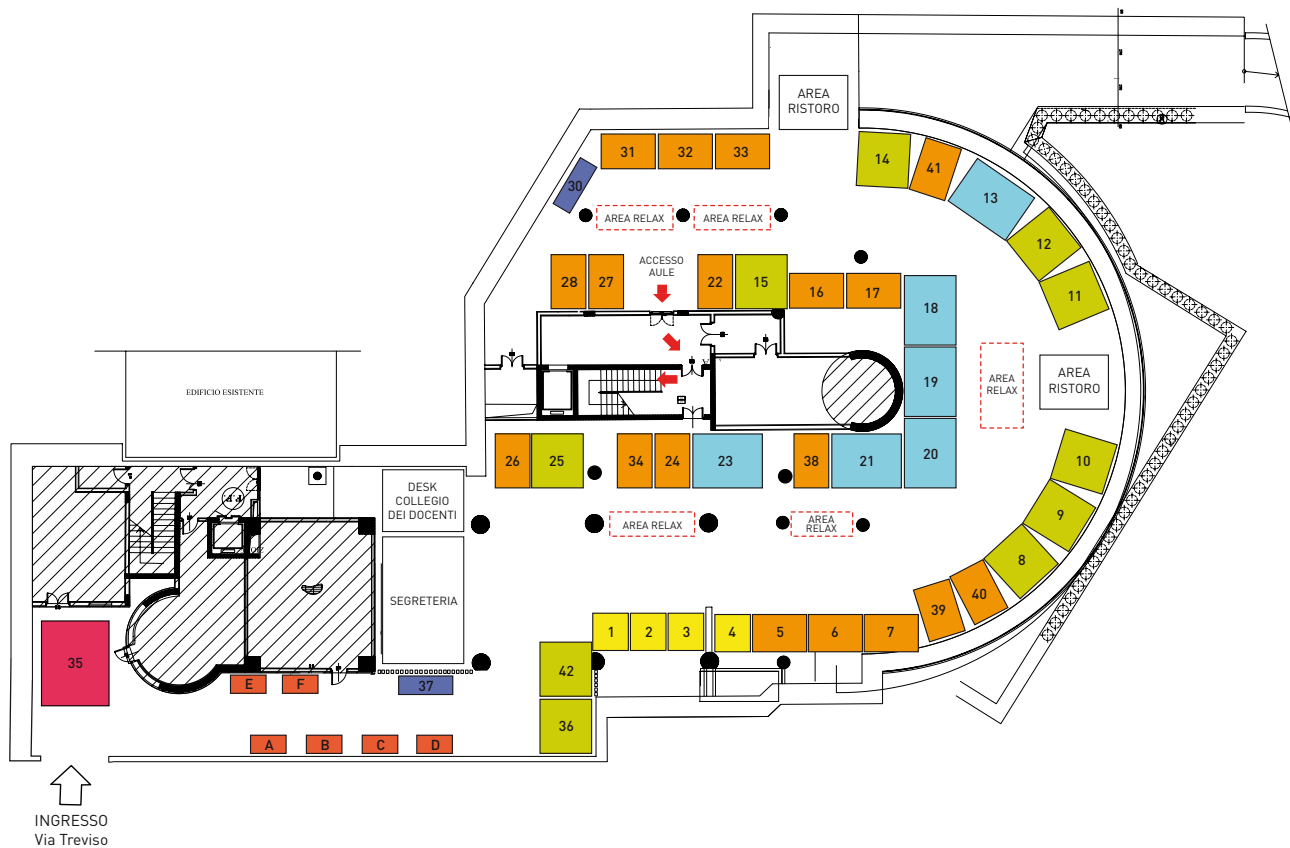 AREA
RISTORO
31
32
33
14
41
30
13
AREA RELAX
AREA RELAX
12
ACCESSO
AULE
28
27
22
15
16
17
11
18
AREA
RELAX
AREA
RISTORO
19
EDIFICIO ESISTENTE
26
25
34
24
23
38
21
20
10
DESK
COLLEGIO
DEI DOCENTI
AREA RELAX
AREA
RELAX
9
8
SEGRETERIA
40
39
1
2
3
4
5
6
7
35
42
E
F
37
36
A
B
C
D
INGRESSO
Via Treviso